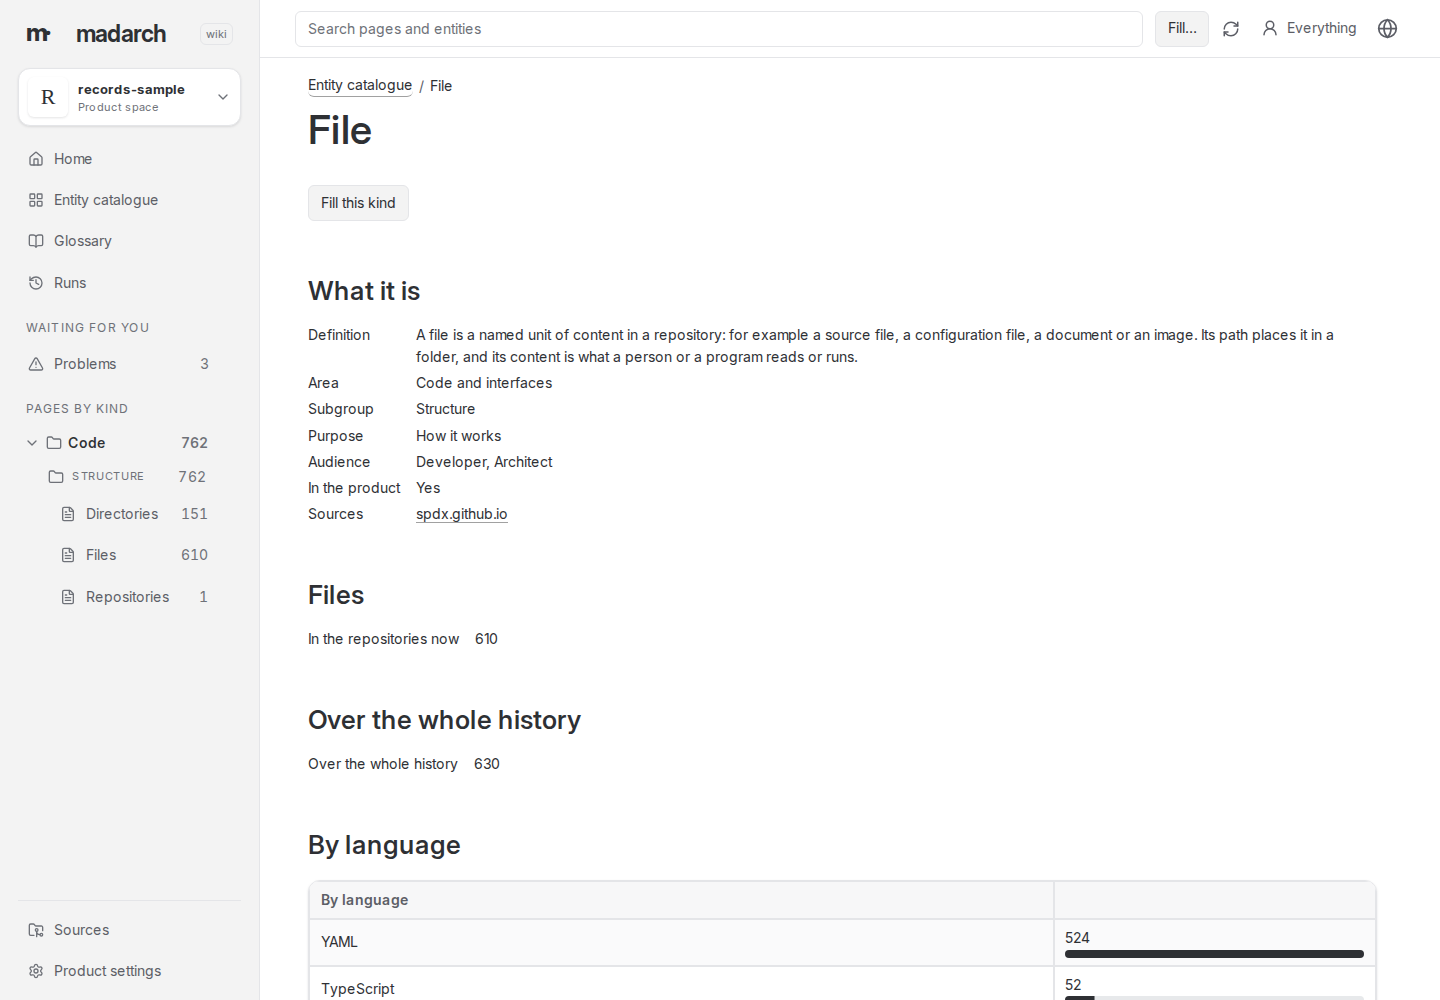 m
madarch
wiki
R
records-sample
Product space
Home
Entity catalogue
Glossary
Runs
WAITING FOR YOU
Problems 3
PAGES BY KIND
Code 762
STRUCTURE 762
Directories 151
Files 610
Repositories 1
Sources
Product settings
Search pages and entities
Fill...
Everything
Entity catalogue / File
File
Fill this kind
What it is
Definition A file is a named unit of content in a repository: for example a source file, a configuration file, a document or an image. Its path places it in a
folder, and its content is what a person or a program reads or runs.
Area Code and interfaces
Subgroup Structure
Purpose How it works
Audience Developer, Architect
In the product Yes
Sources spdx.github.io
Files
In the repositories now 610
Over the whole history
Over the whole history 630
By language
By language
YAML 524
TypeScript 52